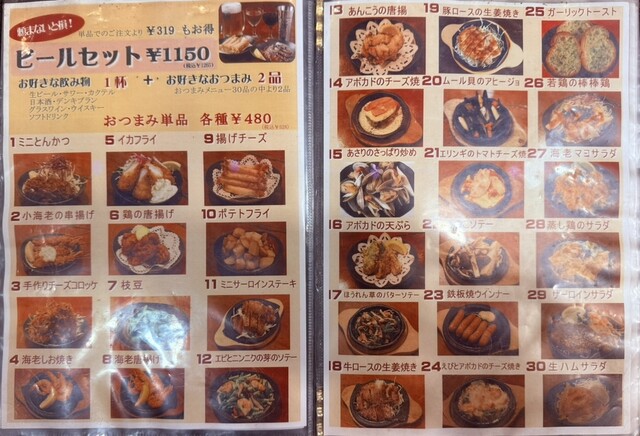 頼まないと損！
単品でのご注文より ¥319 もお得
ビールセット ¥1150
お好きな飲み物 1杯 + お好きなおつまみ 2品
生ビール・サワー・カクテル
おつまみメニュー30品の中より2品
日本酒・デンキブラン
グラスワイン・ウイスキー
ソフトドリンク
おつまみ単品 各種 ¥480
1 ミニとんかつ
5 イカフライ
9 揚げチーズ
2 小海老の串揚げ
6 鶏の唐揚げ
10 ポテトフライ
3 手作りチーズコロッケ
7 枝豆
11 ミニサーロインステーキ
4 海老しお焼き
8 海老唐揚げ
12 エビとニンニクの芽のソテー
13 あんこうの唐揚
19 豚ロースの生姜焼き
25 ガーリックトースト
14 アボカドのチーズ焼
20 ムール貝のアヒージョ
26 若鶏の棒棒鶏
15 あさりのさっぱり炒め
21 エリンギのトマトチーズ焼
27 海老マヨサラダ
16 アボカドの天ぷら
ソテー
28 蒸し鶏のサラダ
17 ほうれん草のバターソテー
23 鉄板焼ウインナー
29 サーロインサラダ
18 牛ロースの生姜焼き
24 えびとアボカドのチーズ焼き
30 生ハムサラダ